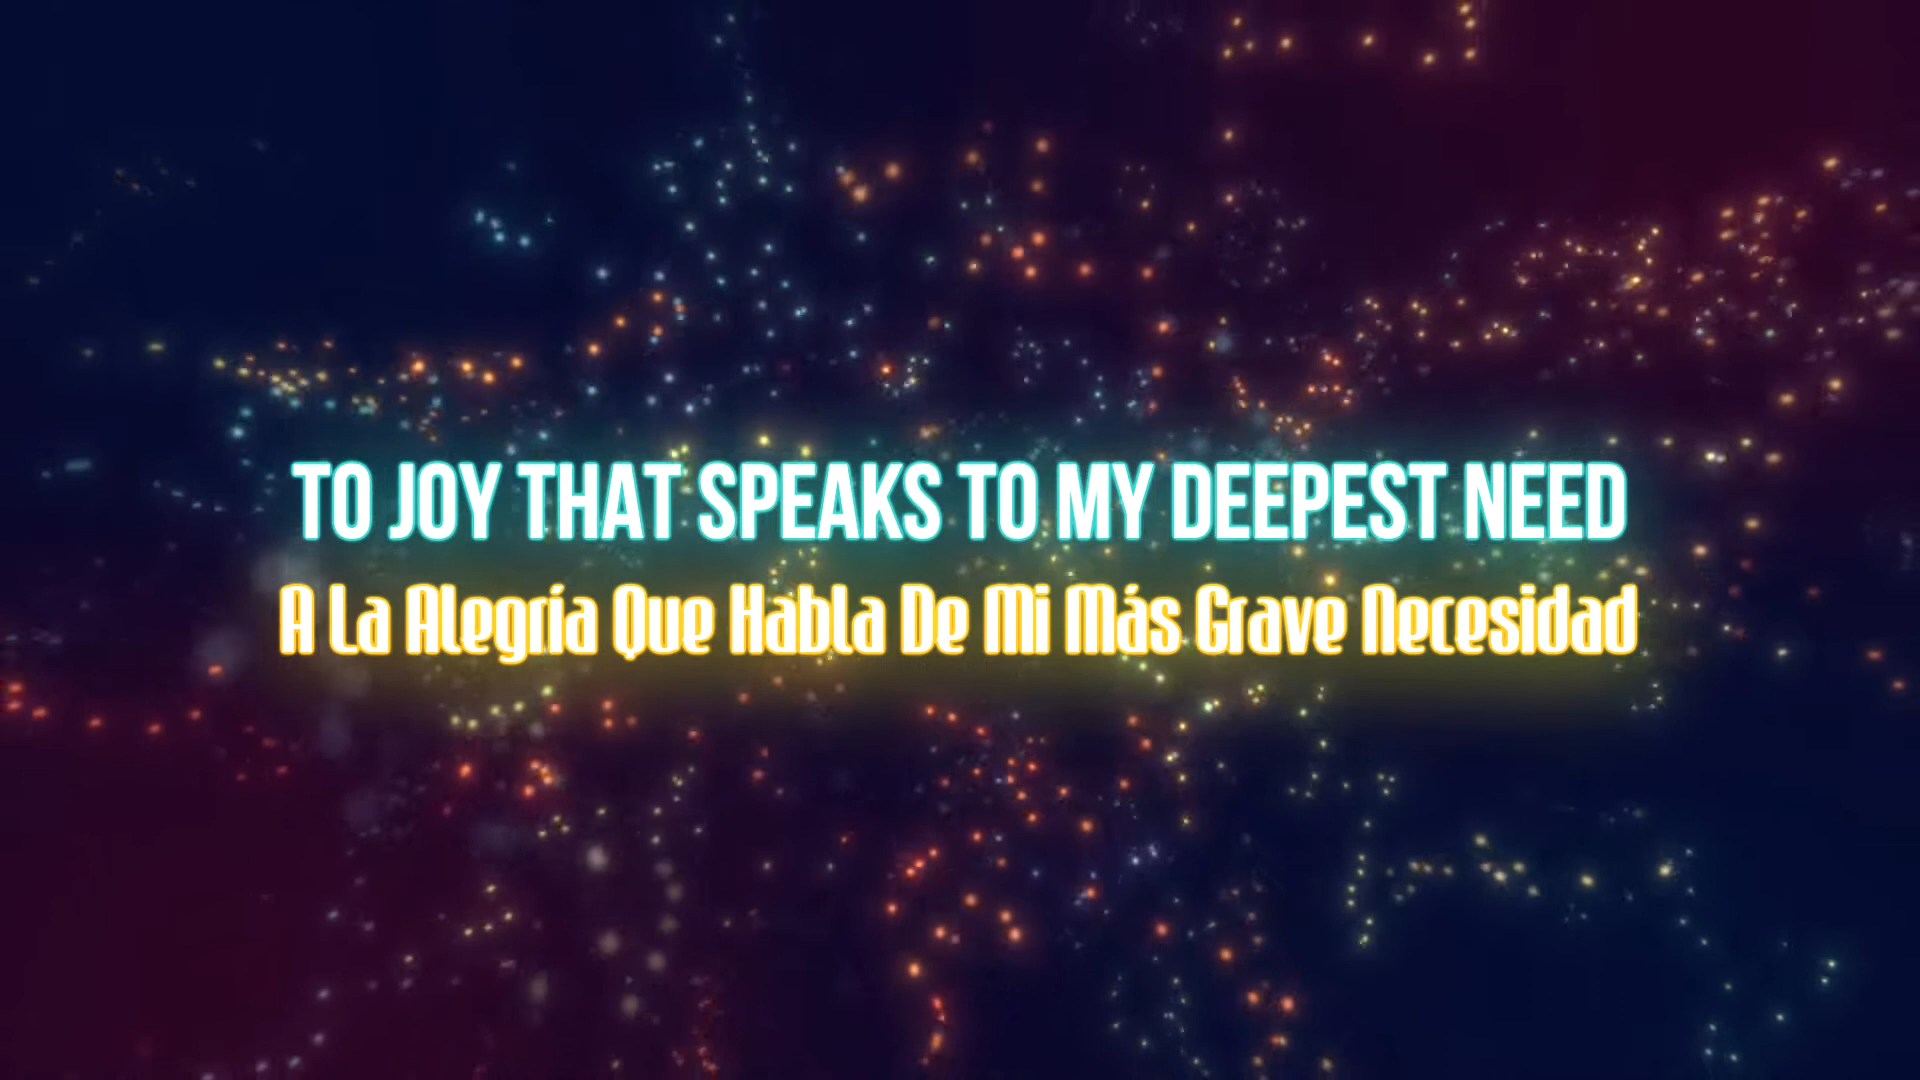 TO JOY THAT SPEAKS TO MY DEEPEST NEED
A La Alegría Que Habla De Mi Más Grave Necesidad